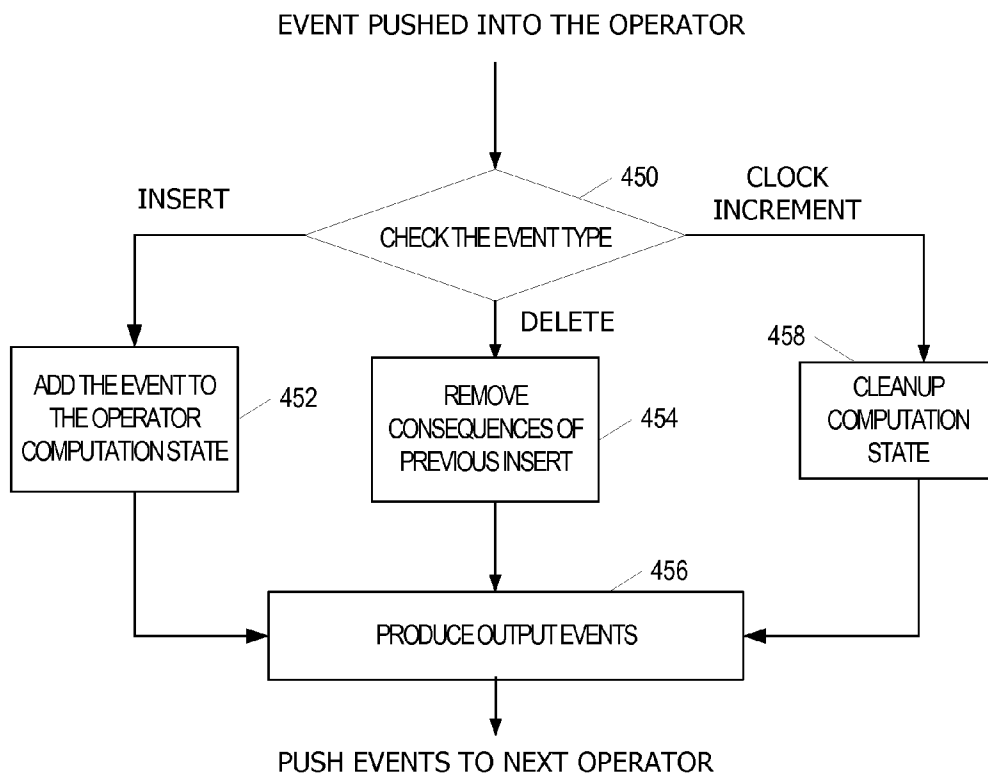 EVENT PUSHED INTO THE OPERATOR
450
INSERT
CLOCK
INCREMENT
CHECK THE EVENT TYPE
DELETE
458
ADD THE EVENT TO
THE OPERATOR
COMPUTATION STATE
452
REMOVE
CONSEQUENCES OF
PREVIOUS INSERT
454
CLEANUP
COMPUTATION
STATE
456
PRODUCE OUTPUT EVENTS
PUSH EVENTS TO NEXT OPERATOR